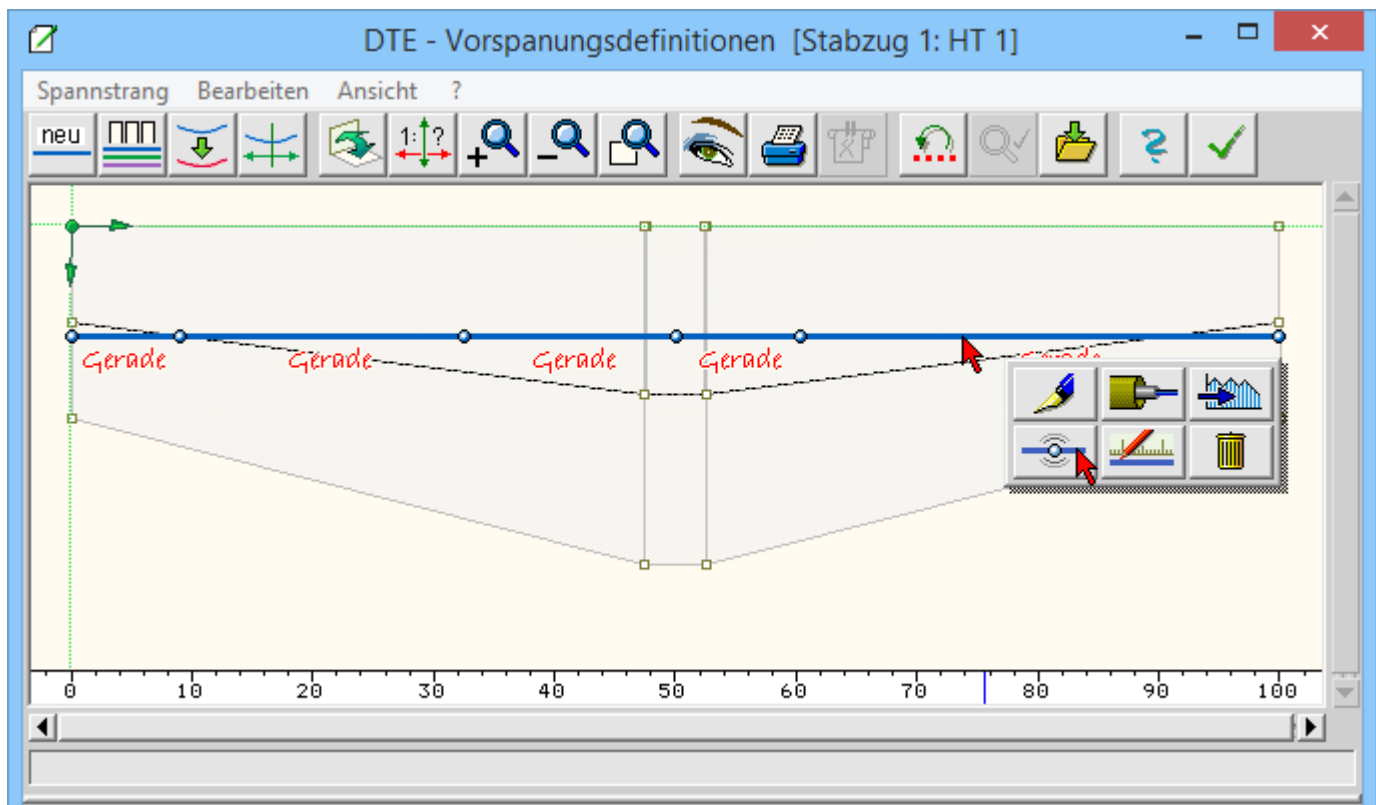 DTE - Vorspanungsdefinitionen [Stabzug 1: HT 1]
Spannstrang Bearbeiten Ansicht ?
neu 1:?
Gerade Gerade Gerade Gerade
0 10 20 30 40 50 60 70 80 90 100